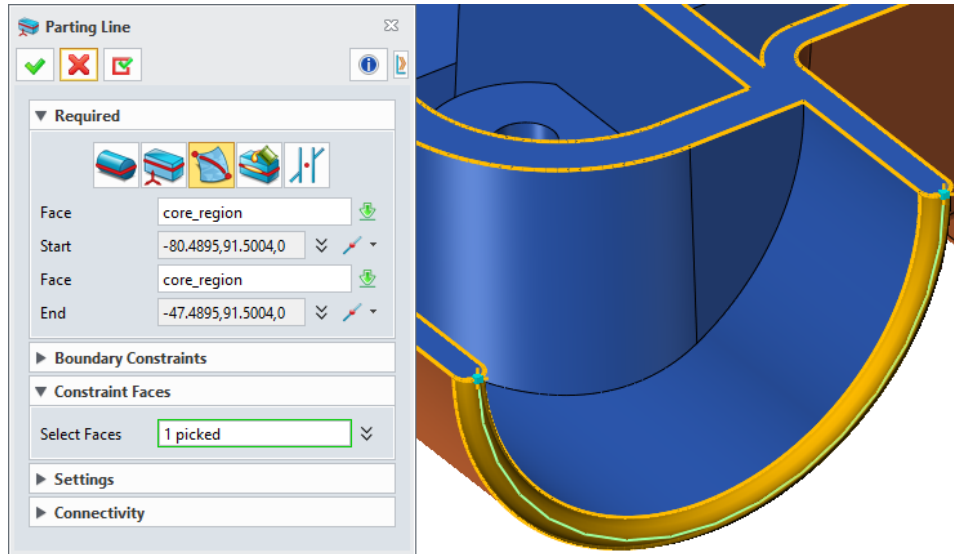 Parting Line
Required
Face core_region
Start -80.4895,91.5004,0
Face core_region
End -47.4895,91.5004,0
Boundary Constraints
Constraint Faces
Select Faces 1 picked
Settings
Connectivity